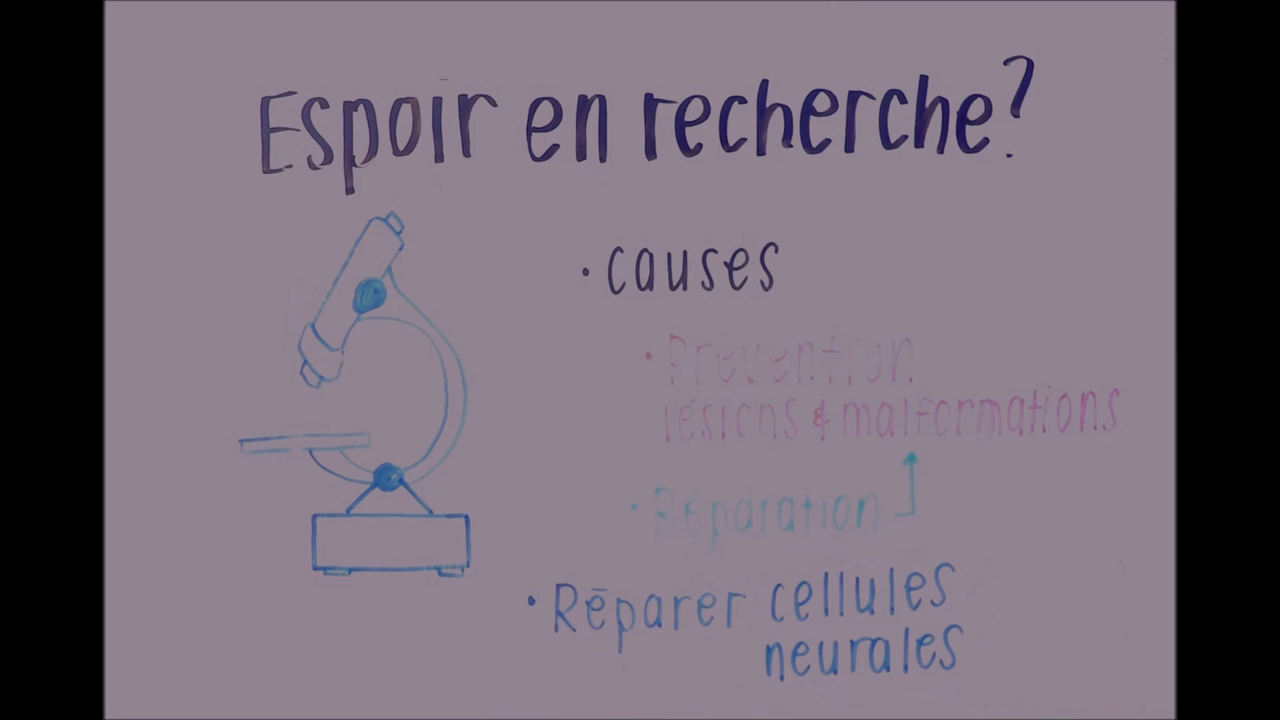 Espoir en recherche?
• causes
• Prévention
lésions & malformations
• Réparation
• Réparer cellules
neurales